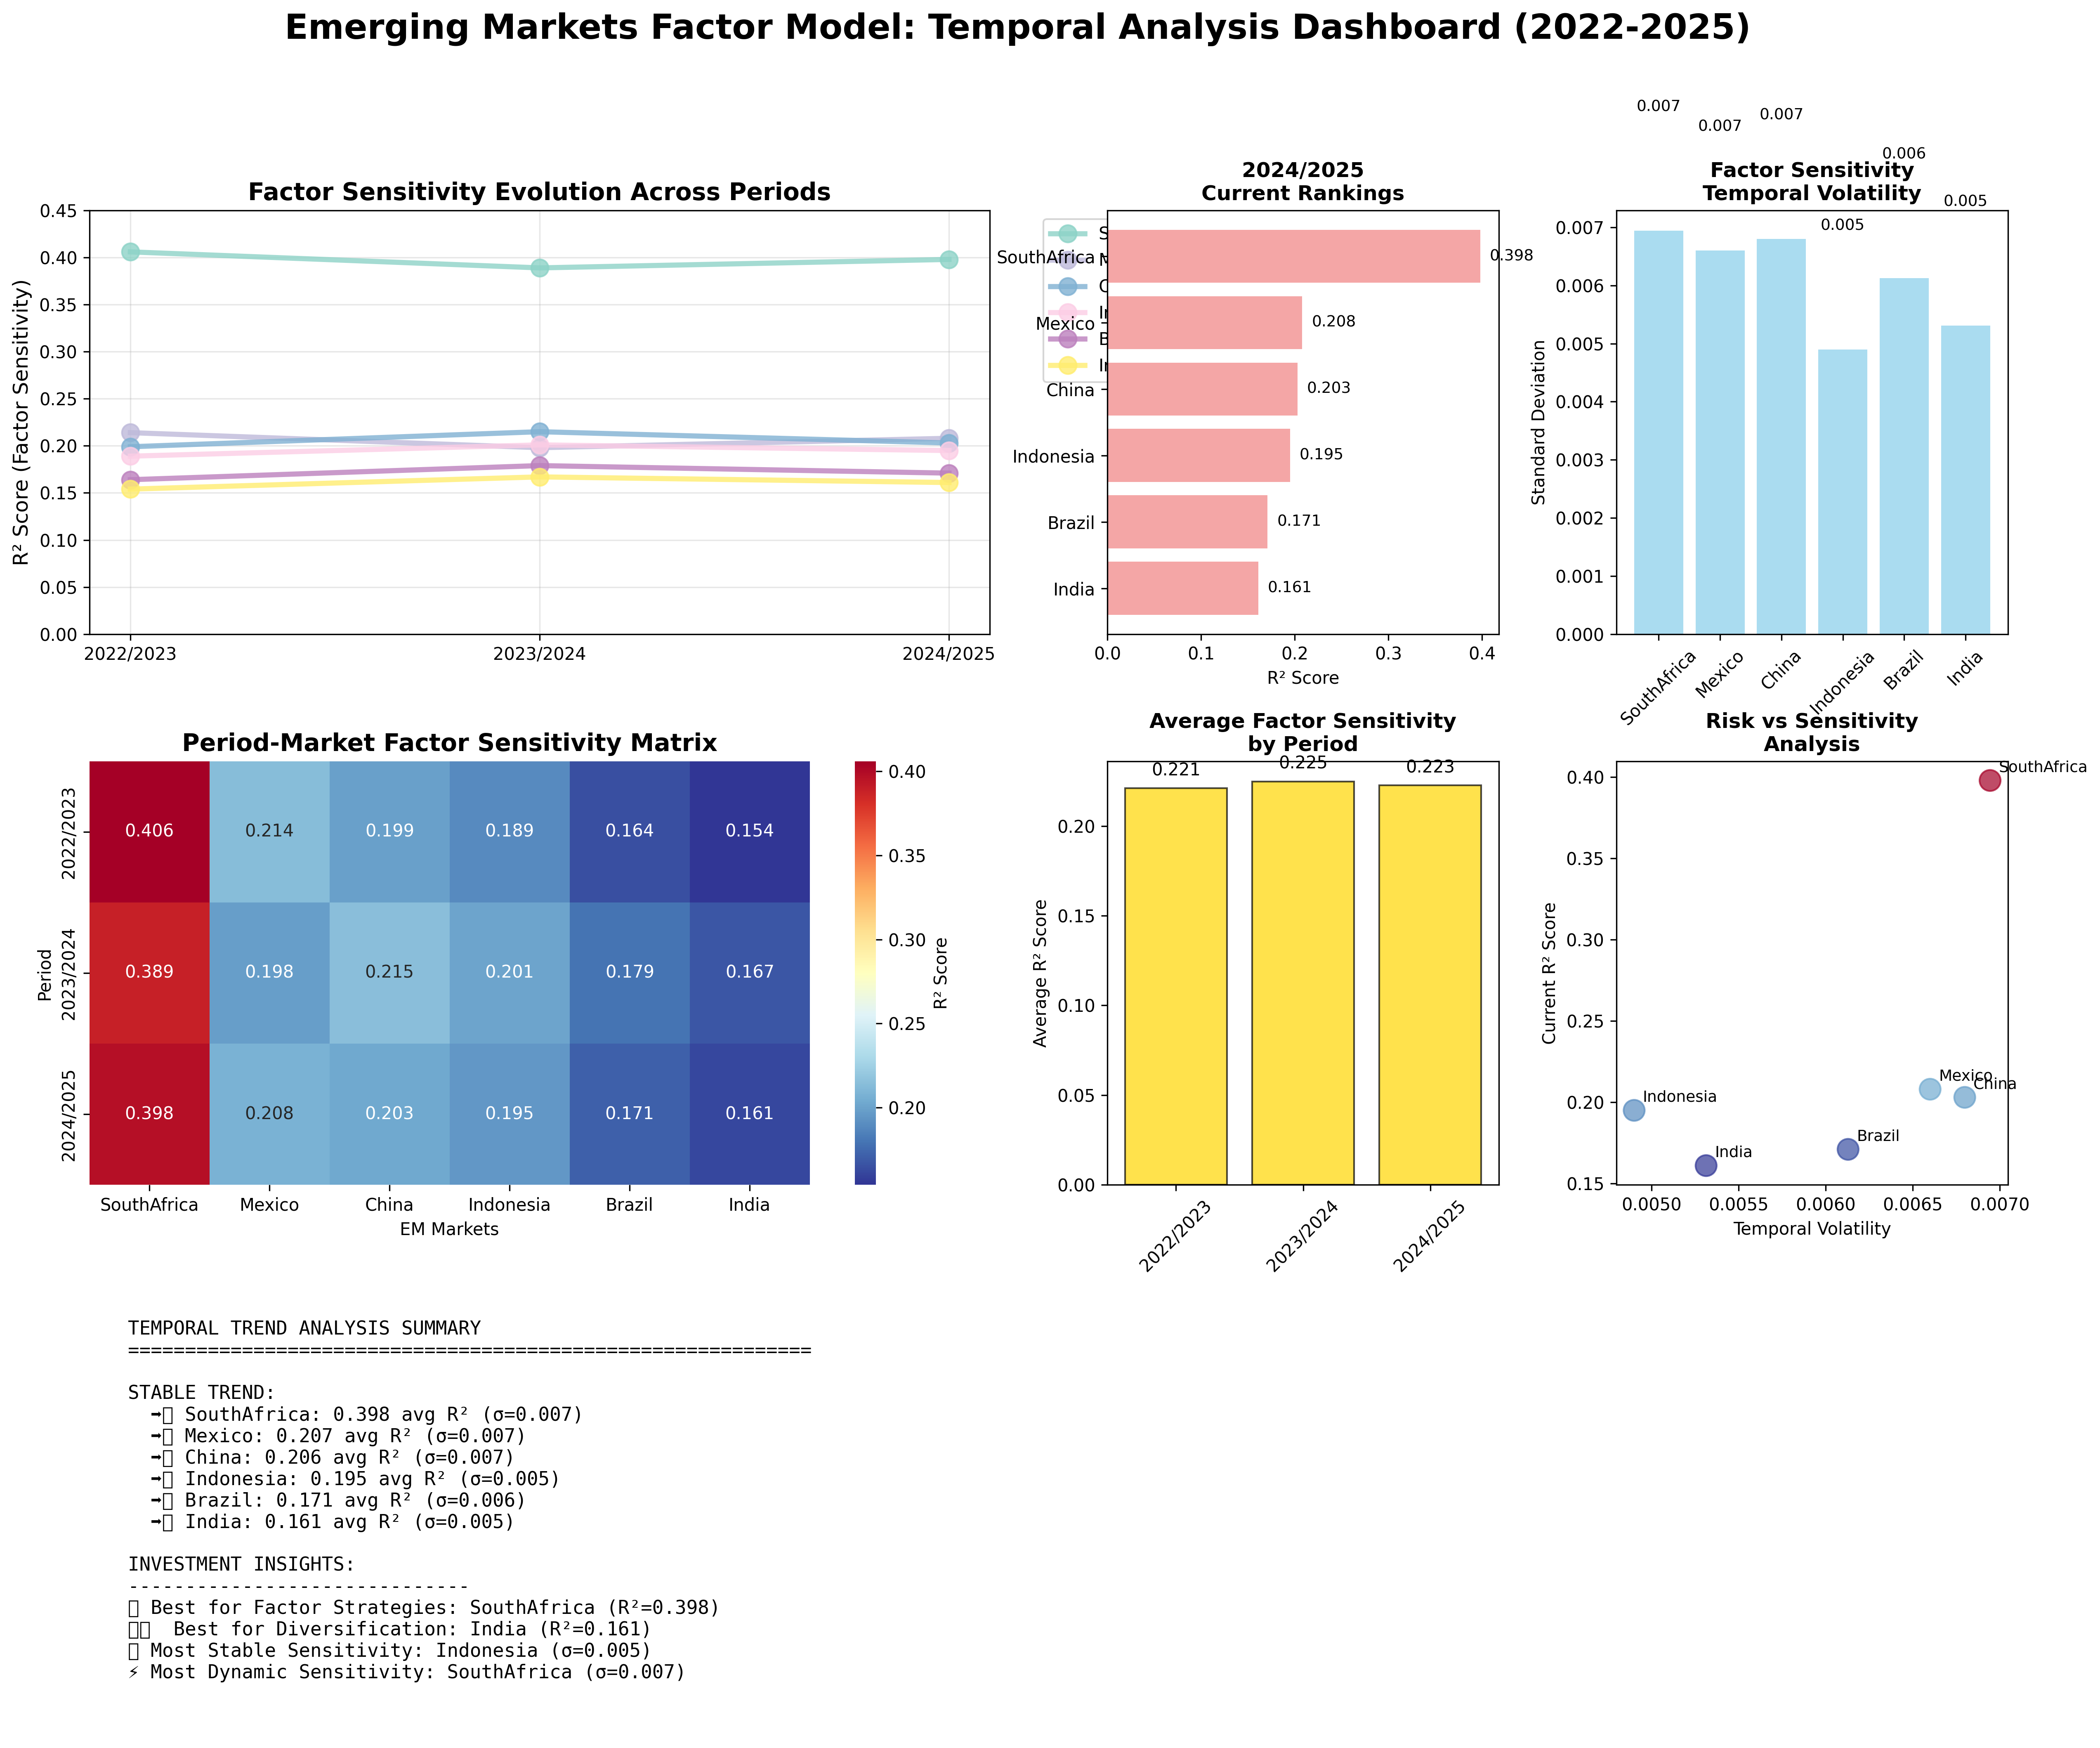 Emerging Markets Factor Model: Temporal Analysis Dashboard (2022-2025)
Factor Sensitivity Evolution Across Periods
R² Score (Factor Sensitivity)
0.45
0.40
0.35
0.30
0.25
0.20
0.15
0.10
0.05
0.00
2022/2023
2023/2024
2024/2025
2024/2025
Current Rankings
SouthAfrica
Mexico
China
Indonesia
Brazil
India
0.398
0.208
0.203
0.195
0.171
0.161
0.0
0.1
0.2
0.3
0.4
R² Score
0.007
0.007
0.007
0.005
0.006
0.005
Factor Sensitivity
Temporal Volatility
Standard Deviation
0.007
0.006
0.005
0.004
0.003
0.002
0.001
0.000
SouthAfrica
Mexico
China
Indonesia
Brazil
India
Period-Market Factor Sensitivity Matrix
Period
2022/2023
2023/2024
2024/2025
0.406 0.214 0.199 0.189 0.164 0.154
0.389 0.198 0.215 0.201 0.179 0.167
0.398 0.208 0.203 0.195 0.171 0.161
SouthAfrica Mexico China Indonesia Brazil India
EM Markets
0.40
0.35
0.30
0.25
0.20
R² Score
Average Factor Sensitivity
by Period
0.221
0.225
0.223
Average R² Score
0.20
0.15
0.10
0.05
0.00
2022/2023
2023/2024
2024/2025
Risk vs Sensitivity
Analysis
Current R² Score
0.40
0.35
0.30
0.25
0.20
0.15
SouthAfrica
Mexico
China
Indonesia
Brazil
India
0.0050
0.0055
0.0060
0.0065
0.0070
Temporal Volatility
TEMPORAL TREND ANALYSIS SUMMARY
============================================================
STABLE TREND:
➡ SouthAfrica: 0.398 avg R² (σ=0.007)
➡ Mexico: 0.207 avg R² (σ=0.007)
➡ China: 0.206 avg R² (σ=0.007)
➡ Indonesia: 0.195 avg R² (σ=0.005)
➡ Brazil: 0.171 avg R² (σ=0.006)
➡ India: 0.161 avg R² (σ=0.005)
INVESTMENT INSIGHTS:
------------------------------
Best for Factor Strategies: SouthAfrica (R²=0.398)
Best for Diversification: India (R²=0.161)
Most Stable Sensitivity: Indonesia (σ=0.005)
⚡ Most Dynamic Sensitivity: SouthAfrica (σ=0.007)